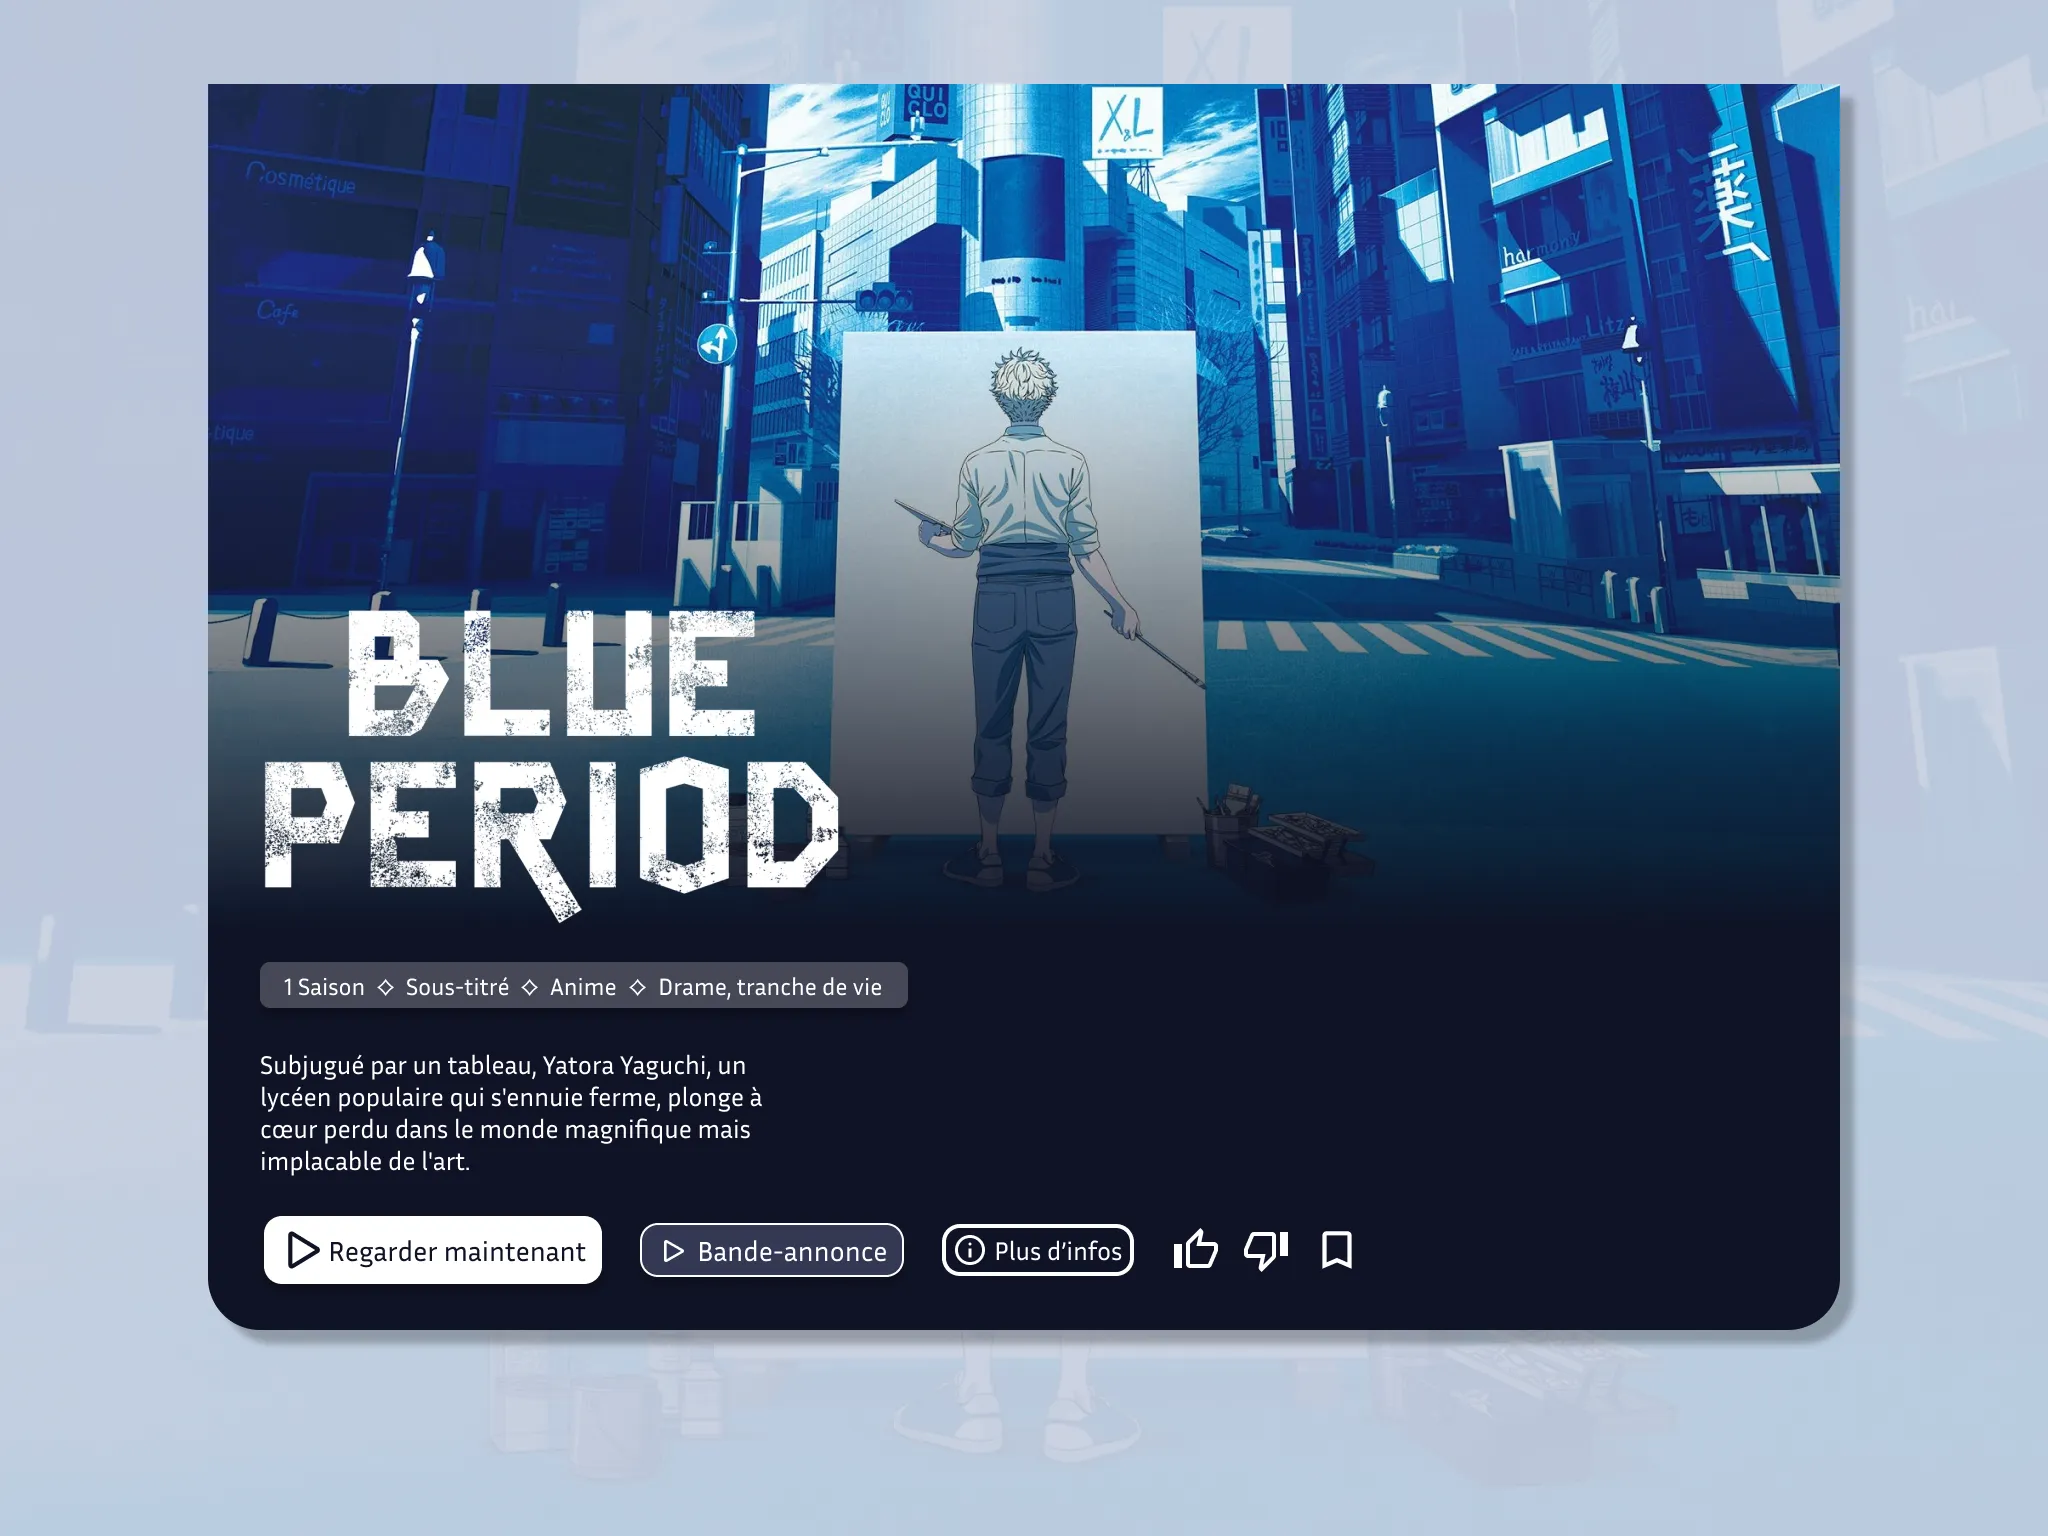 QUI
CLO
X&L
Cosmétique
薬
harmony
Cafe
Litz
tique
BLUE
PERIOD
1 Saison ⟡ Sous-titré ⟡ Anime ⟡ Drame, tranche de vie
Subjugué par un tableau, Yatora Yaguchi, un
lycéen populaire qui s'ennuie ferme, plonge à
cœur perdu dans le monde magnifique mais
implacable de l'art.
Regarder maintenant
Bande-annonce
Plus d’infos